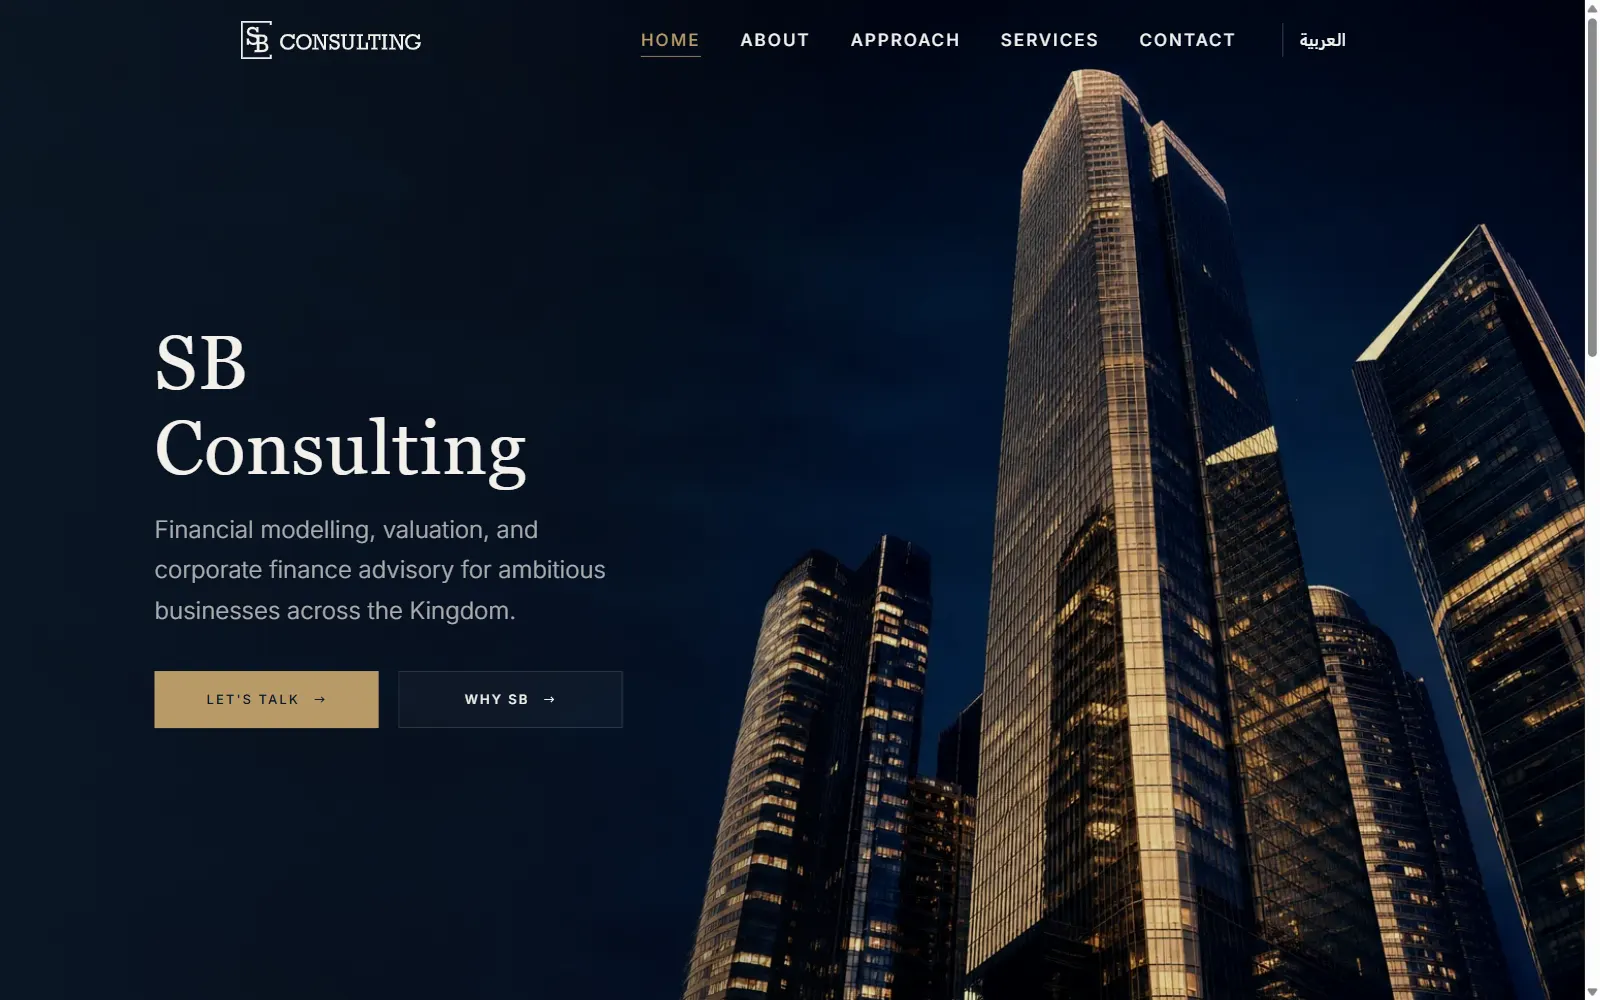 SB CONSULTING
HOME
ABOUT
APPROACH
SERVICES
CONTACT
العربية
SB
Consulting
Financial modelling, valuation, and
corporate finance advisory for ambitious
businesses across the Kingdom.
LET'S TALK →
WHY SB →